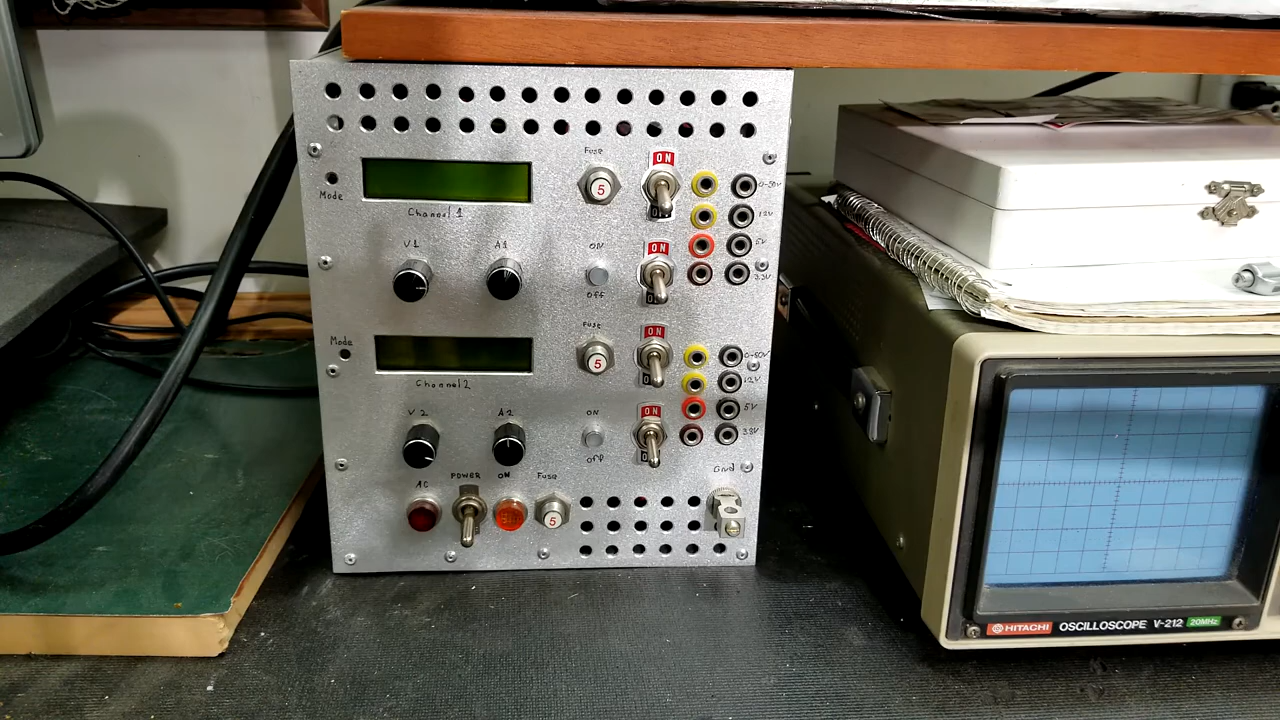 Fuse
ON
5
0-50V
Mode
OFF
12V
Channel 1
5V
V1
A1
ON
ON
3.3V
OFF
Fuse
ON
Mode
5
0-50V
12V
Channel 2
5V
V2
A2
ON
ON
3.3V
OFF
Gnd
AC
POWER
ON
Fuse
5
HITACHI OSCILLOSCOPE V-212 20MHz